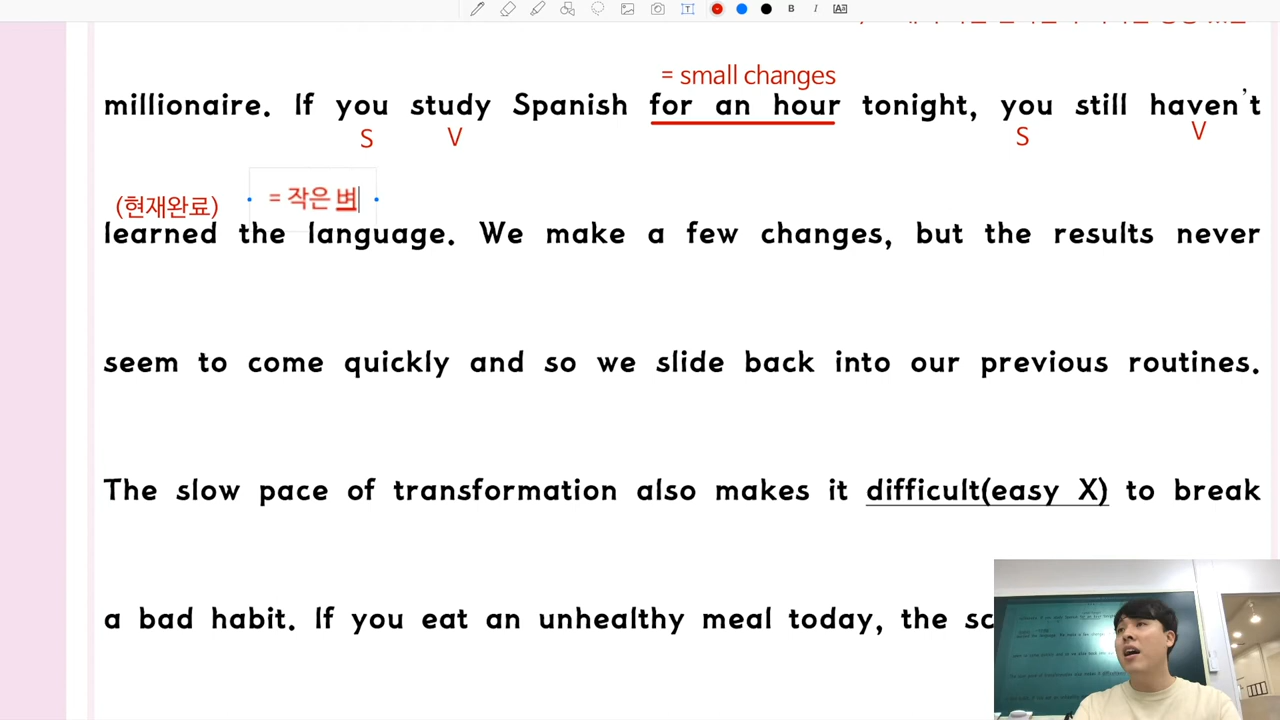 = small changes
millionaire. If you study Spanish for an hour tonight, you still haven't
S V S V
(현재완료) = 작은 벼
learned the language. We make a few changes, but the results never
seem to come quickly and so we slide back into our previous routines.
The slow pace of transformation also makes it difficult(easy X) to break
a bad habit. If you eat an unhealthy meal today, the sc